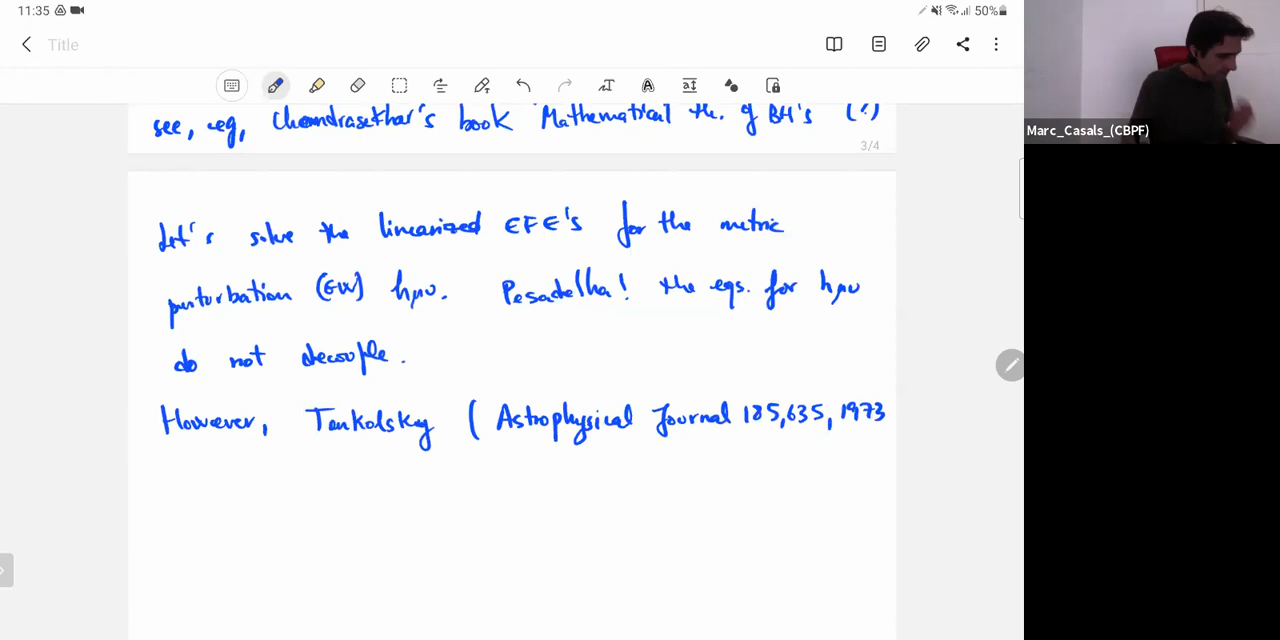 11:35
50%
Title
see, eg, Chandrasekhar's book "Mathematical th. of BH's (?)
3/4
Let's solve the linearized EFE's for the metric
perturbation (GW) hμν. Pesadelha! the eqs. for hμν
do not decouple.
However, Teukolsky ( Astrophysical Journal 185, 635, 1973
Marc_Casals_(CBPF)